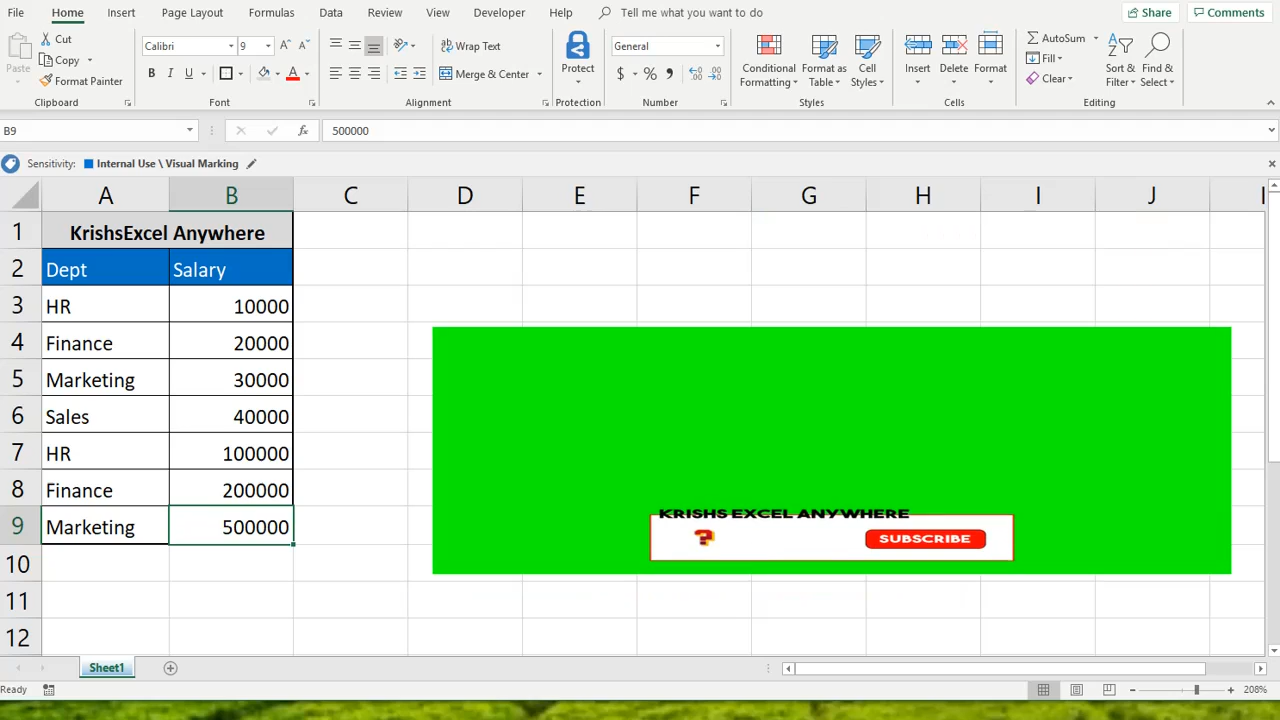 File Home Insert Page Layout Formulas Data Review View Developer Help Tell me what you want to do Share Comments
Paste Cut Copy Format Painter Clipboard
Calibri 9 B I U A Font
Wrap Text Merge & Center Alignment
Protect Protection
General $ % Number
Conditional Formatting Format as Table Cell Styles Styles
Insert Delete Format Cells
AutoSum Fill Clear Sort & Filter Find & Select Editing
B9 fx 500000
Sensitivity: Internal Use \ Visual Marking
A B C D E F G H I J
1 KrishsExcel Anywhere
2 Dept Salary
3 HR 10000
4 Finance 20000
5 Marketing 30000
6 Sales 40000
7 HR 100000
8 Finance 200000
9 Marketing 500000
10
11
12
KRISHS EXCEL ANYWHERE
? SUBSCRIBE
Sheet1
Ready 208%